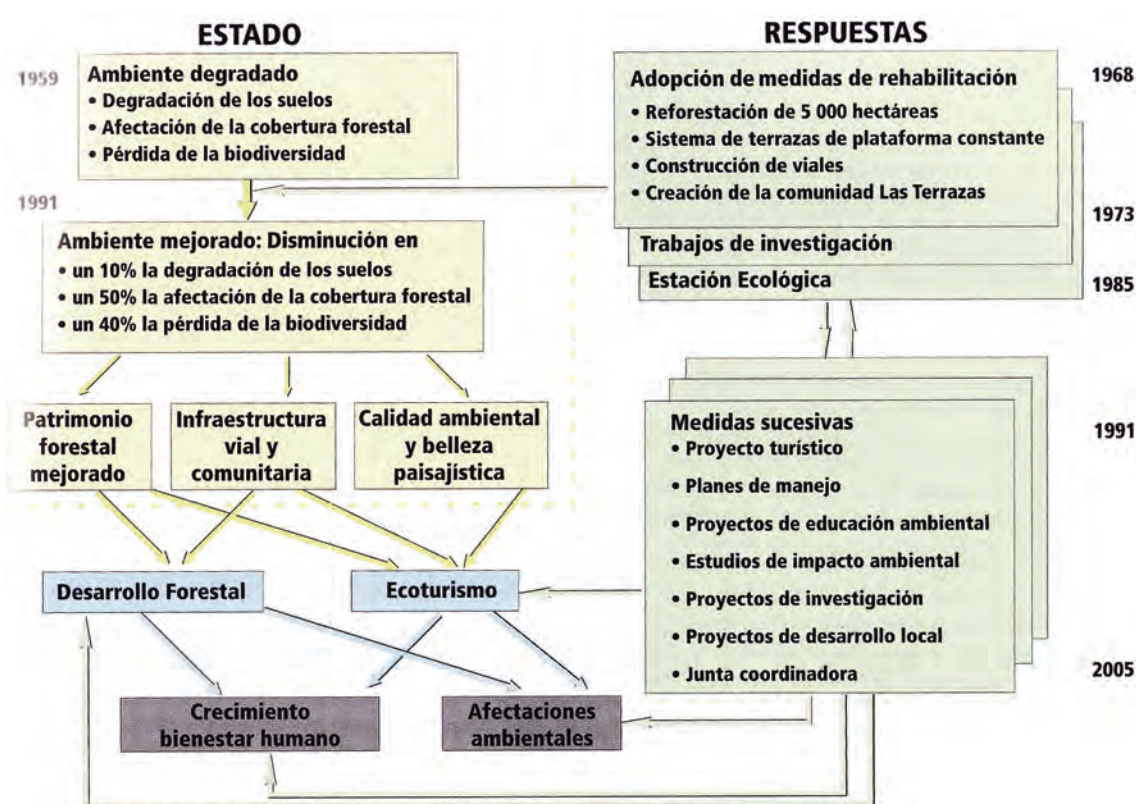 ESTADO
1959
Ambiente degradado
• Degradación de los suelos
• Afectación de la cobertura forestal
• Pérdida de la biodiversidad
1991
Ambiente mejorado: Disminución en
• un 10% la degradación de los suelos
• un 50% la afectación de la cobertura forestal
• un 40% la pérdida de la biodiversidad
Patrimonio
forestal
mejorado
Infraestructura
vial y
comunitaria
Calidad ambiental
y belleza
paisajística
Desarrollo Forestal
Ecoturismo
Crecimiento
bienestar humano
Afectaciones
ambientales
RESPUESTAS
1968
Adopción de medidas de rehabilitación
• Reforestación de 5 000 hectáreas
• Sistema de terrazas de plataforma constante
• Construcción de viales
• Creación de la comunidad Las Terrazas
1973
Trabajos de investigación
Estación Ecológica
1985
Medidas sucesivas
1991
• Proyecto turístico
• Planes de manejo
• Proyectos de educación ambiental
• Estudios de impacto ambiental
• Proyectos de investigación
• Proyectos de desarrollo local
• Junta coordinadora
2005